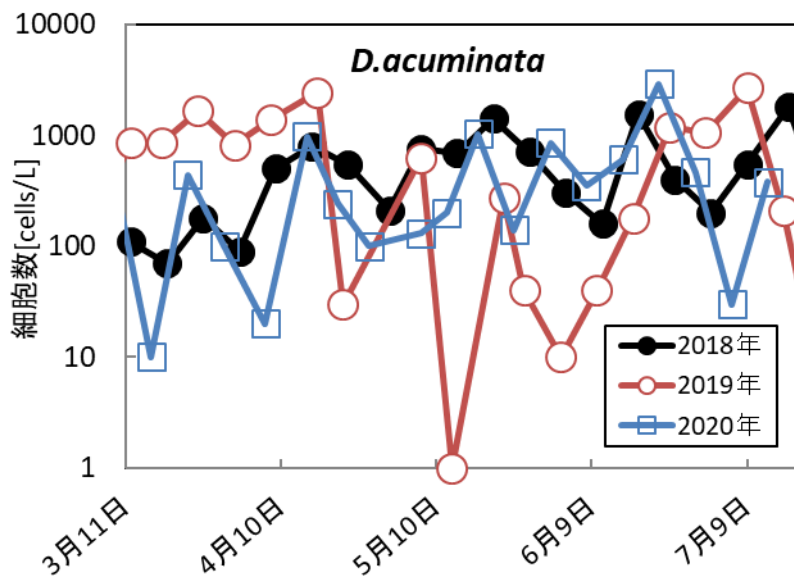 10000
D.acuminata
1000
100
10
1
細胞数[cells/L]
2018年
2019年
2020年
3月11日
4月10日
5月10日
6月9日
7月9日